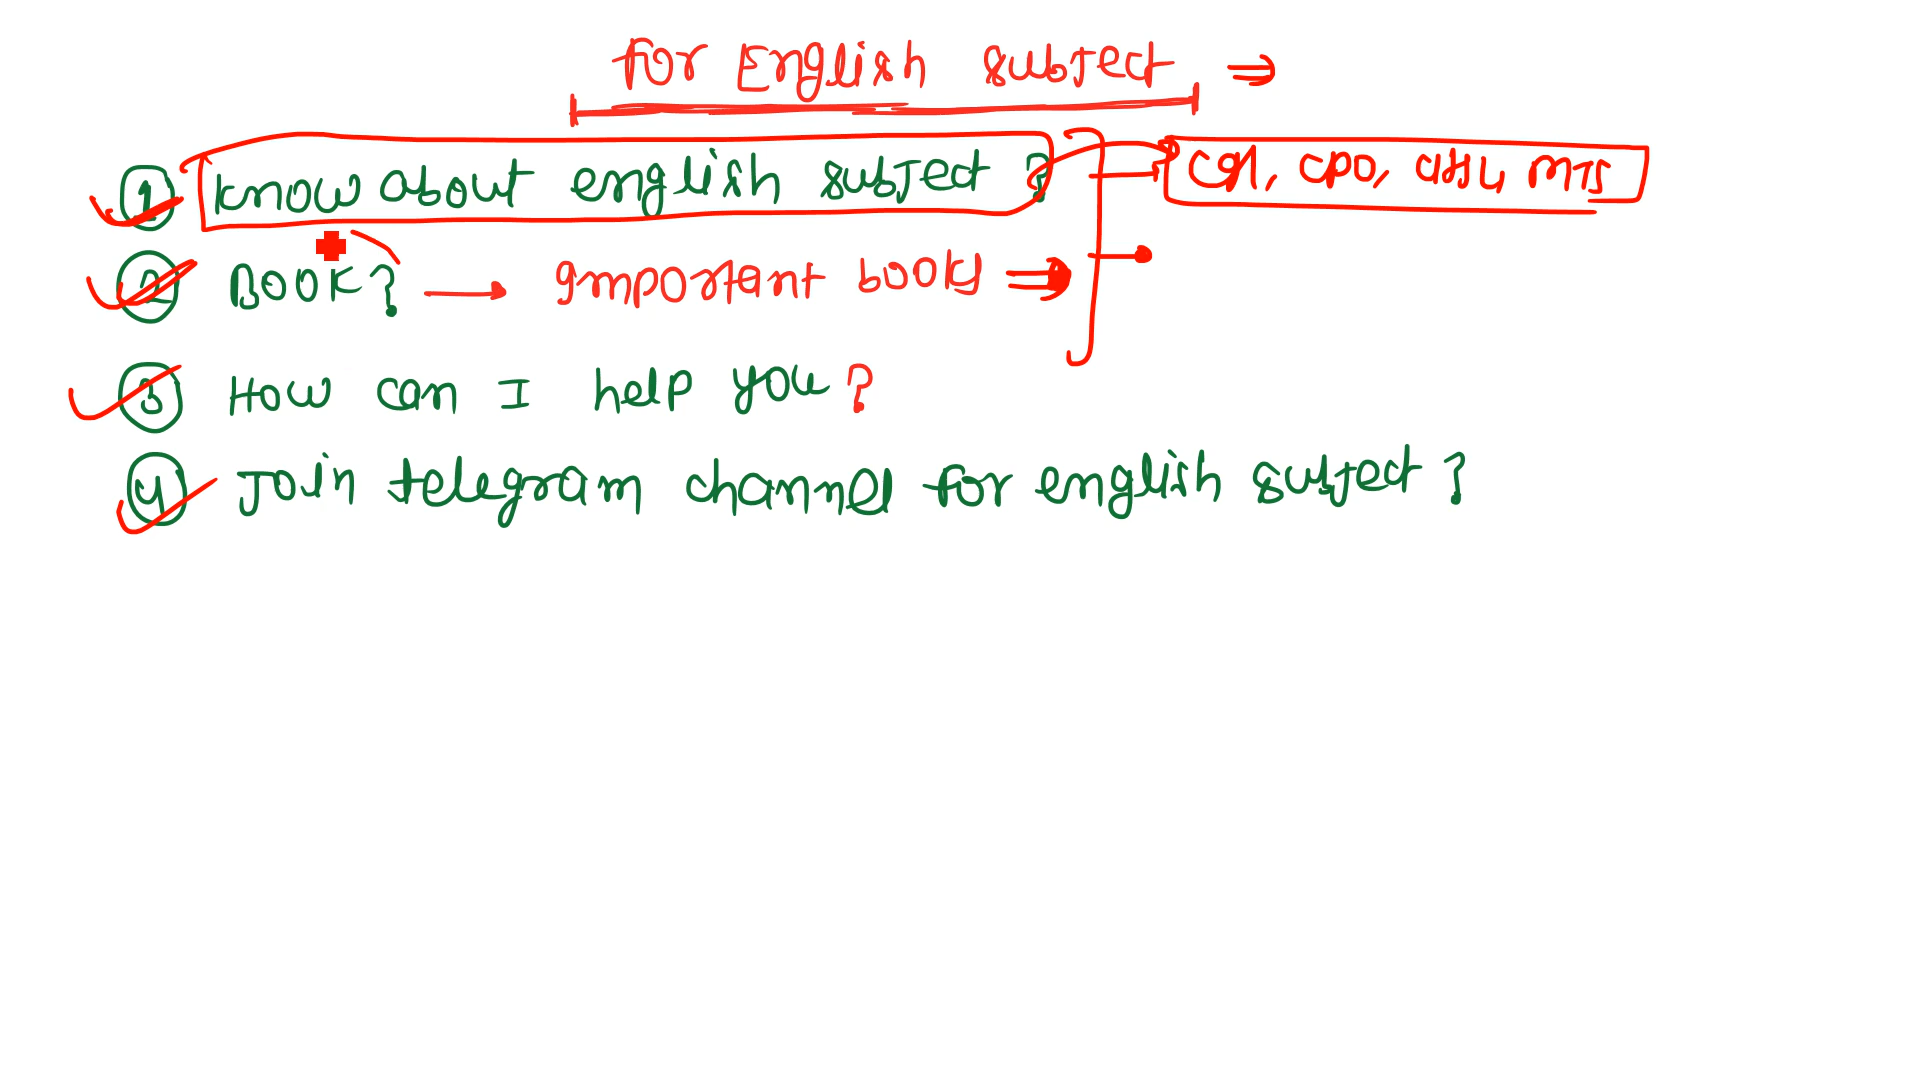 for English subject ⇒
① Know about english subject ? → CGL, CPO, CHSL, MTS
② BOOK? → Important books ⇒
③ How can I help you?
④ Join telegram channel for english subject ?